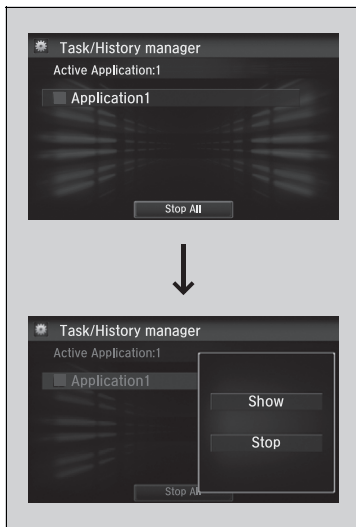 Task/History manager
Active Application:1
Application1
Stop All
Task/History manager
Active Application:1
Application1
Show
Stop
Stop All